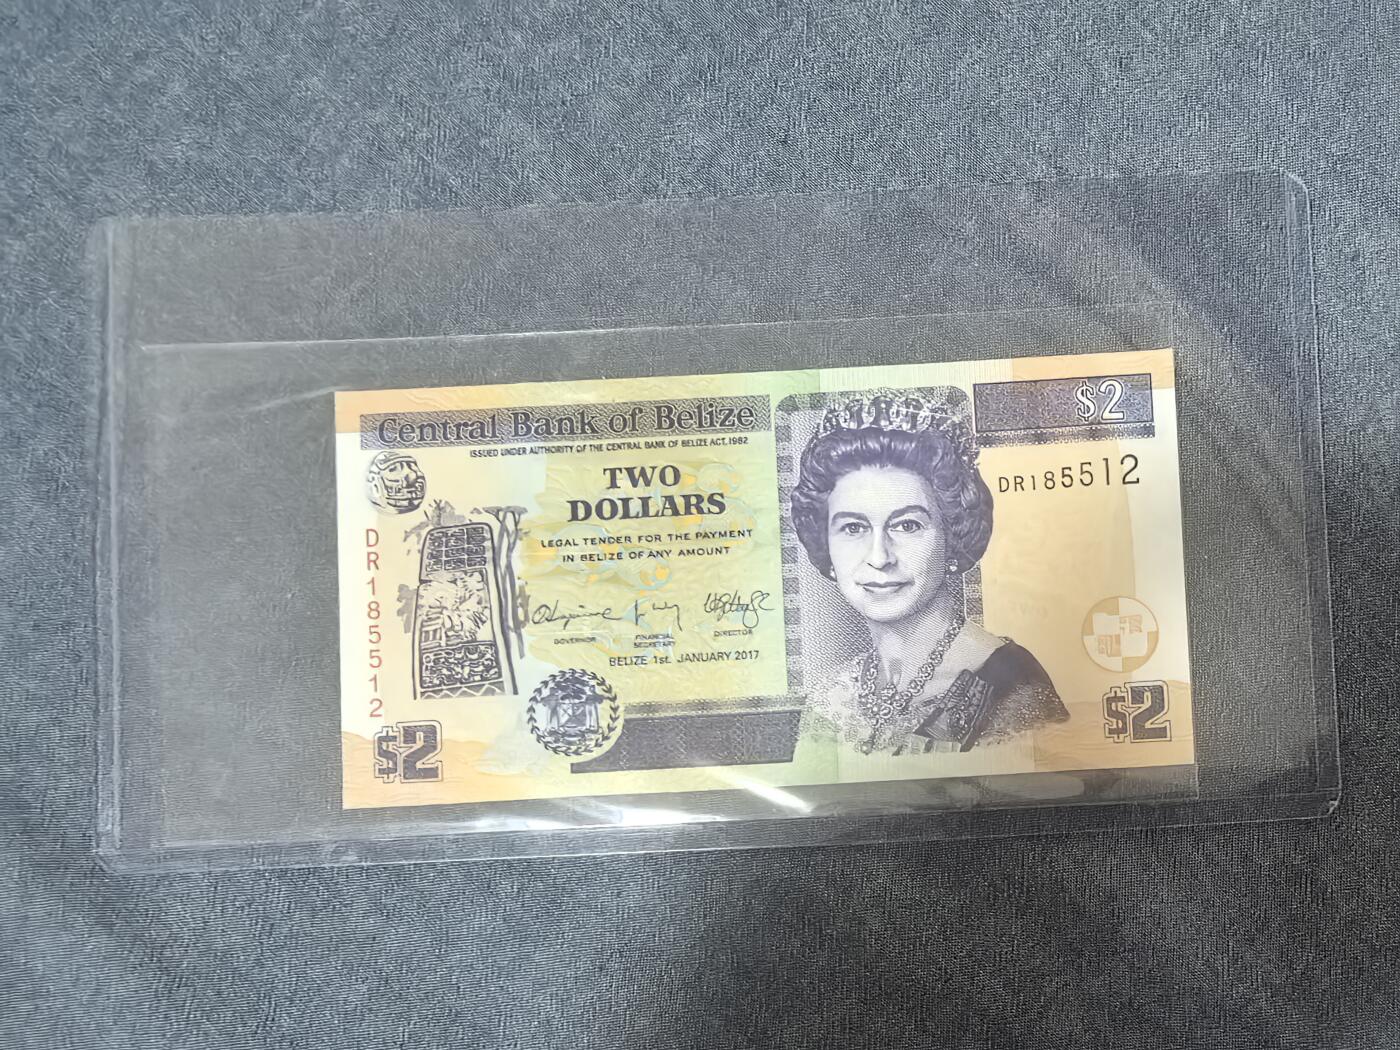 Central Bank of Belize
$2
ISSUED UNDER AUTHORITY OF THE CENTRAL BANK OF BELIZE ACT, 1982
TWO
DOLLARS
DR185512
LEGAL TENDER FOR THE PAYMENT
IN BELIZE OF ANY AMOUNT
DR185512
GOVERNOR
FINANCIAL
SECRETARY
DIRECTOR
BELIZE 1st. JANUARY 2017
$2
$2